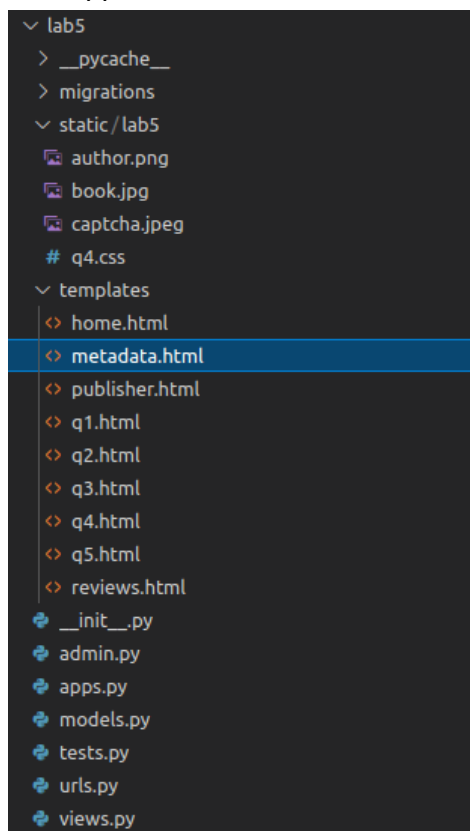 lab5
__pycache__
migrations
static/lab5
author.png
book.jpg
captcha.jpeg
# q4.css
templates
<> home.html
<> metadata.html
<> publisher.html
<> q1.html
<> q2.html
<> q3.html
<> q4.html
<> q5.html
<> reviews.html
__init__.py
admin.py
apps.py
models.py
tests.py
urls.py
views.py